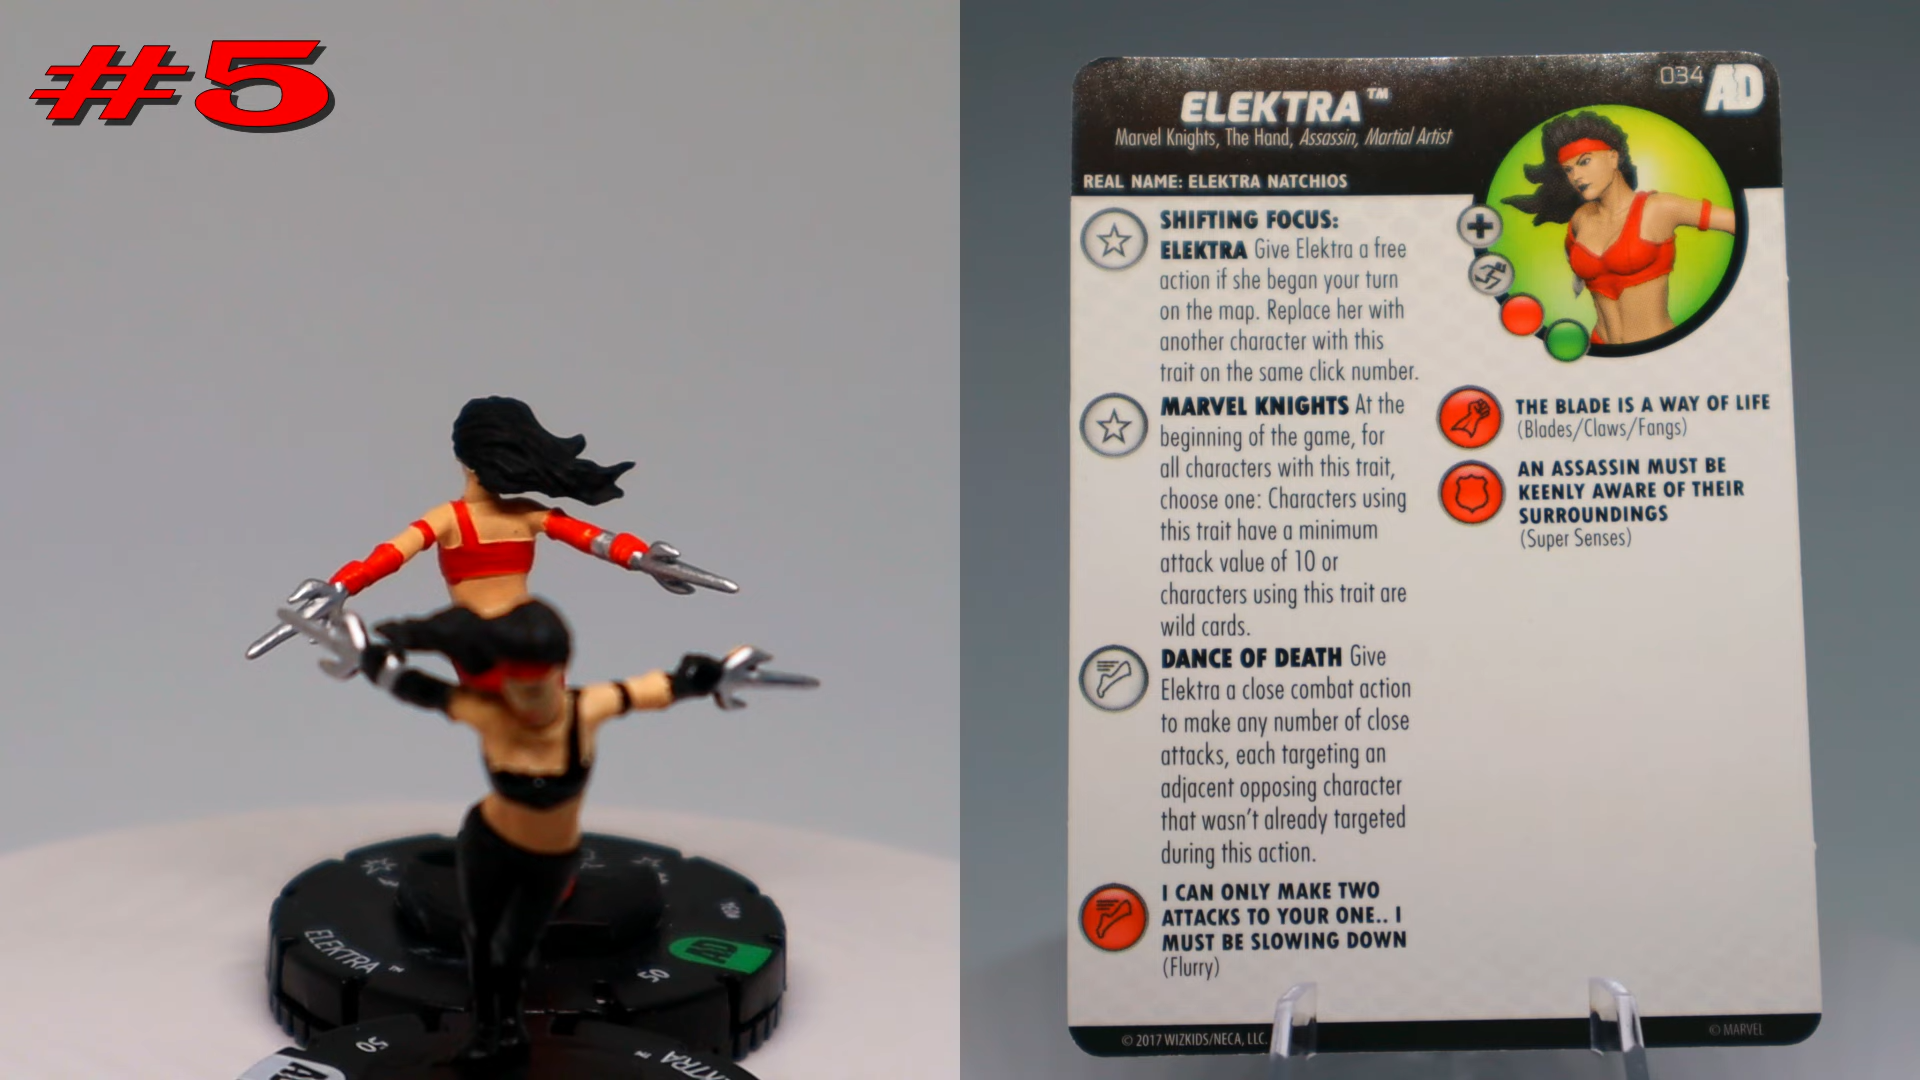 #5
ELEKTRA ™
AD
ELEKTRA™
034 AD
Marvel Knights, The Hand, Assassin, Martial Artist
REAL NAME: ELEKTRA NATCHIOS
SHIFTING FOCUS:
ELEKTRA Give Elektra a free
action if she began your turn
on the map. Replace her with
another character with this
trait on the same click number.
MARVEL KNIGHTS At the
beginning of the game, for
all characters with this trait,
choose one: Characters using
this trait have a minimum
attack value of 10 or
characters using this trait are
wild cards.
DANCE OF DEATH Give
Elektra a close combat action
to make any number of close
attacks, each targeting an
adjacent opposing character
that wasn't already targeted
during this action.
I CAN ONLY MAKE TWO
ATTACKS TO YOUR ONE.. I
MUST BE SLOWING DOWN
(Flurry)
THE BLADE IS A WAY OF LIFE
(Blades/Claws/Fangs)
AN ASSASSIN MUST BE
KEENLY AWARE OF THEIR
SURROUNDINGS
(Super Senses)
© 2017 WIZKIDS/NECA, LLC.
© MARVEL